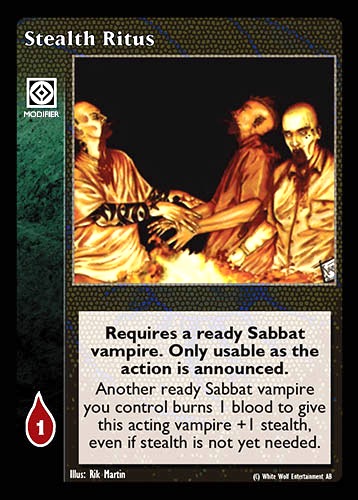 Stealth Ritus
MODIFIER
Requires a ready Sabbat
vampire. Only usable as the
action is announced.
Another ready Sabbat vampire
you control burns 1 blood to give
this acting vampire +1 stealth,
even if stealth is not yet needed.
1
Illus: Rik Martin
(C) White Wolf Entertainment AB